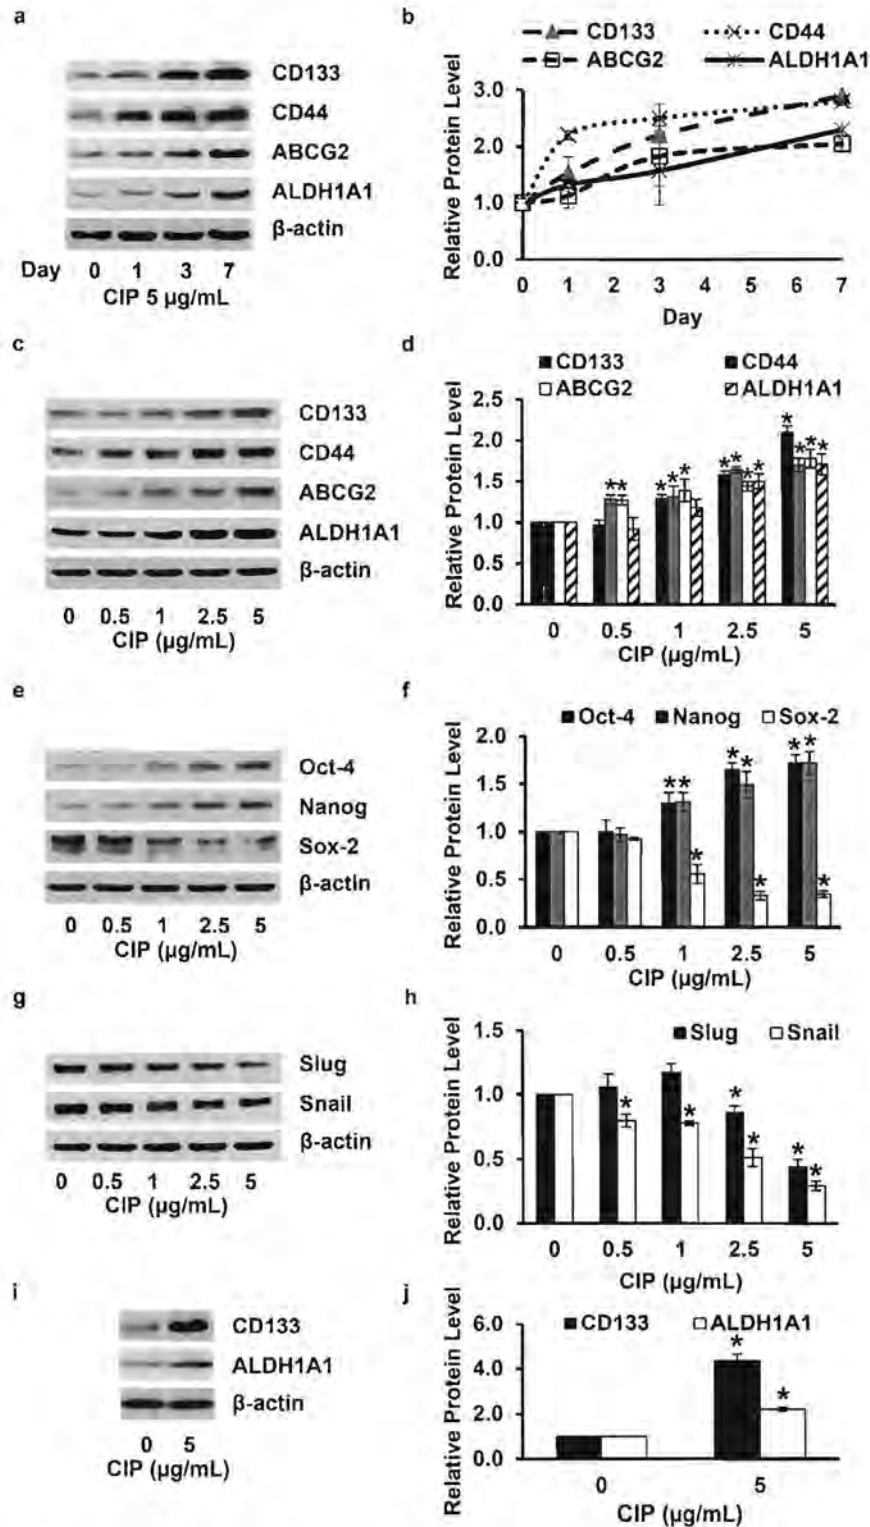 a
CD133
CD44
ABCG2
ALDH1A1
β-actin
Day 0 1 3 7
CIP 5 µg/mL
b
CD133 CD44
ABCG2 ALDH1A1
Relative Protein Level
3.0
2.0
1.0
0.0
0 1 2 3 4 5 6 7
Day
c
CD133
CD44
ABCG2
ALDH1A1
β-actin
0 0.5 1 2.5 5
CIP (µg/mL)
d
CD133 CD44
ABCG2 ALDH1A1
Relative Protein Level
2.5
2.0
1.5
1.0
0.5
0.0
* * * * * * * * * * * * * *
0 0.5 1 2.5 5
CIP (µg/mL)
e
Oct-4
Nanog
Sox-2
β-actin
0 0.5 1 2.5 5
CIP (µg/mL)
f
Oct-4 Nanog Sox-2
Relative Protein Level
2.0
1.5
1.0
0.5
0.0
* * * * * * * * *
0 0.5 1 2.5 5
CIP (µg/mL)
g
Slug
Snail
β-actin
0 0.5 1 2.5 5
CIP (µg/mL)
h
Slug Snail
Relative Protein Level
1.5
1.0
0.5
0.0
* * * * * *
0 0.5 1 2.5 5
CIP (µg/mL)
i
CD133
ALDH1A1
β-actin
0 5
CIP (µg/mL)
j
CD133 ALDH1A1
Relative Protein Level
6.0
4.0
2.0
0.0
* *
0 5
CIP (µg/mL)